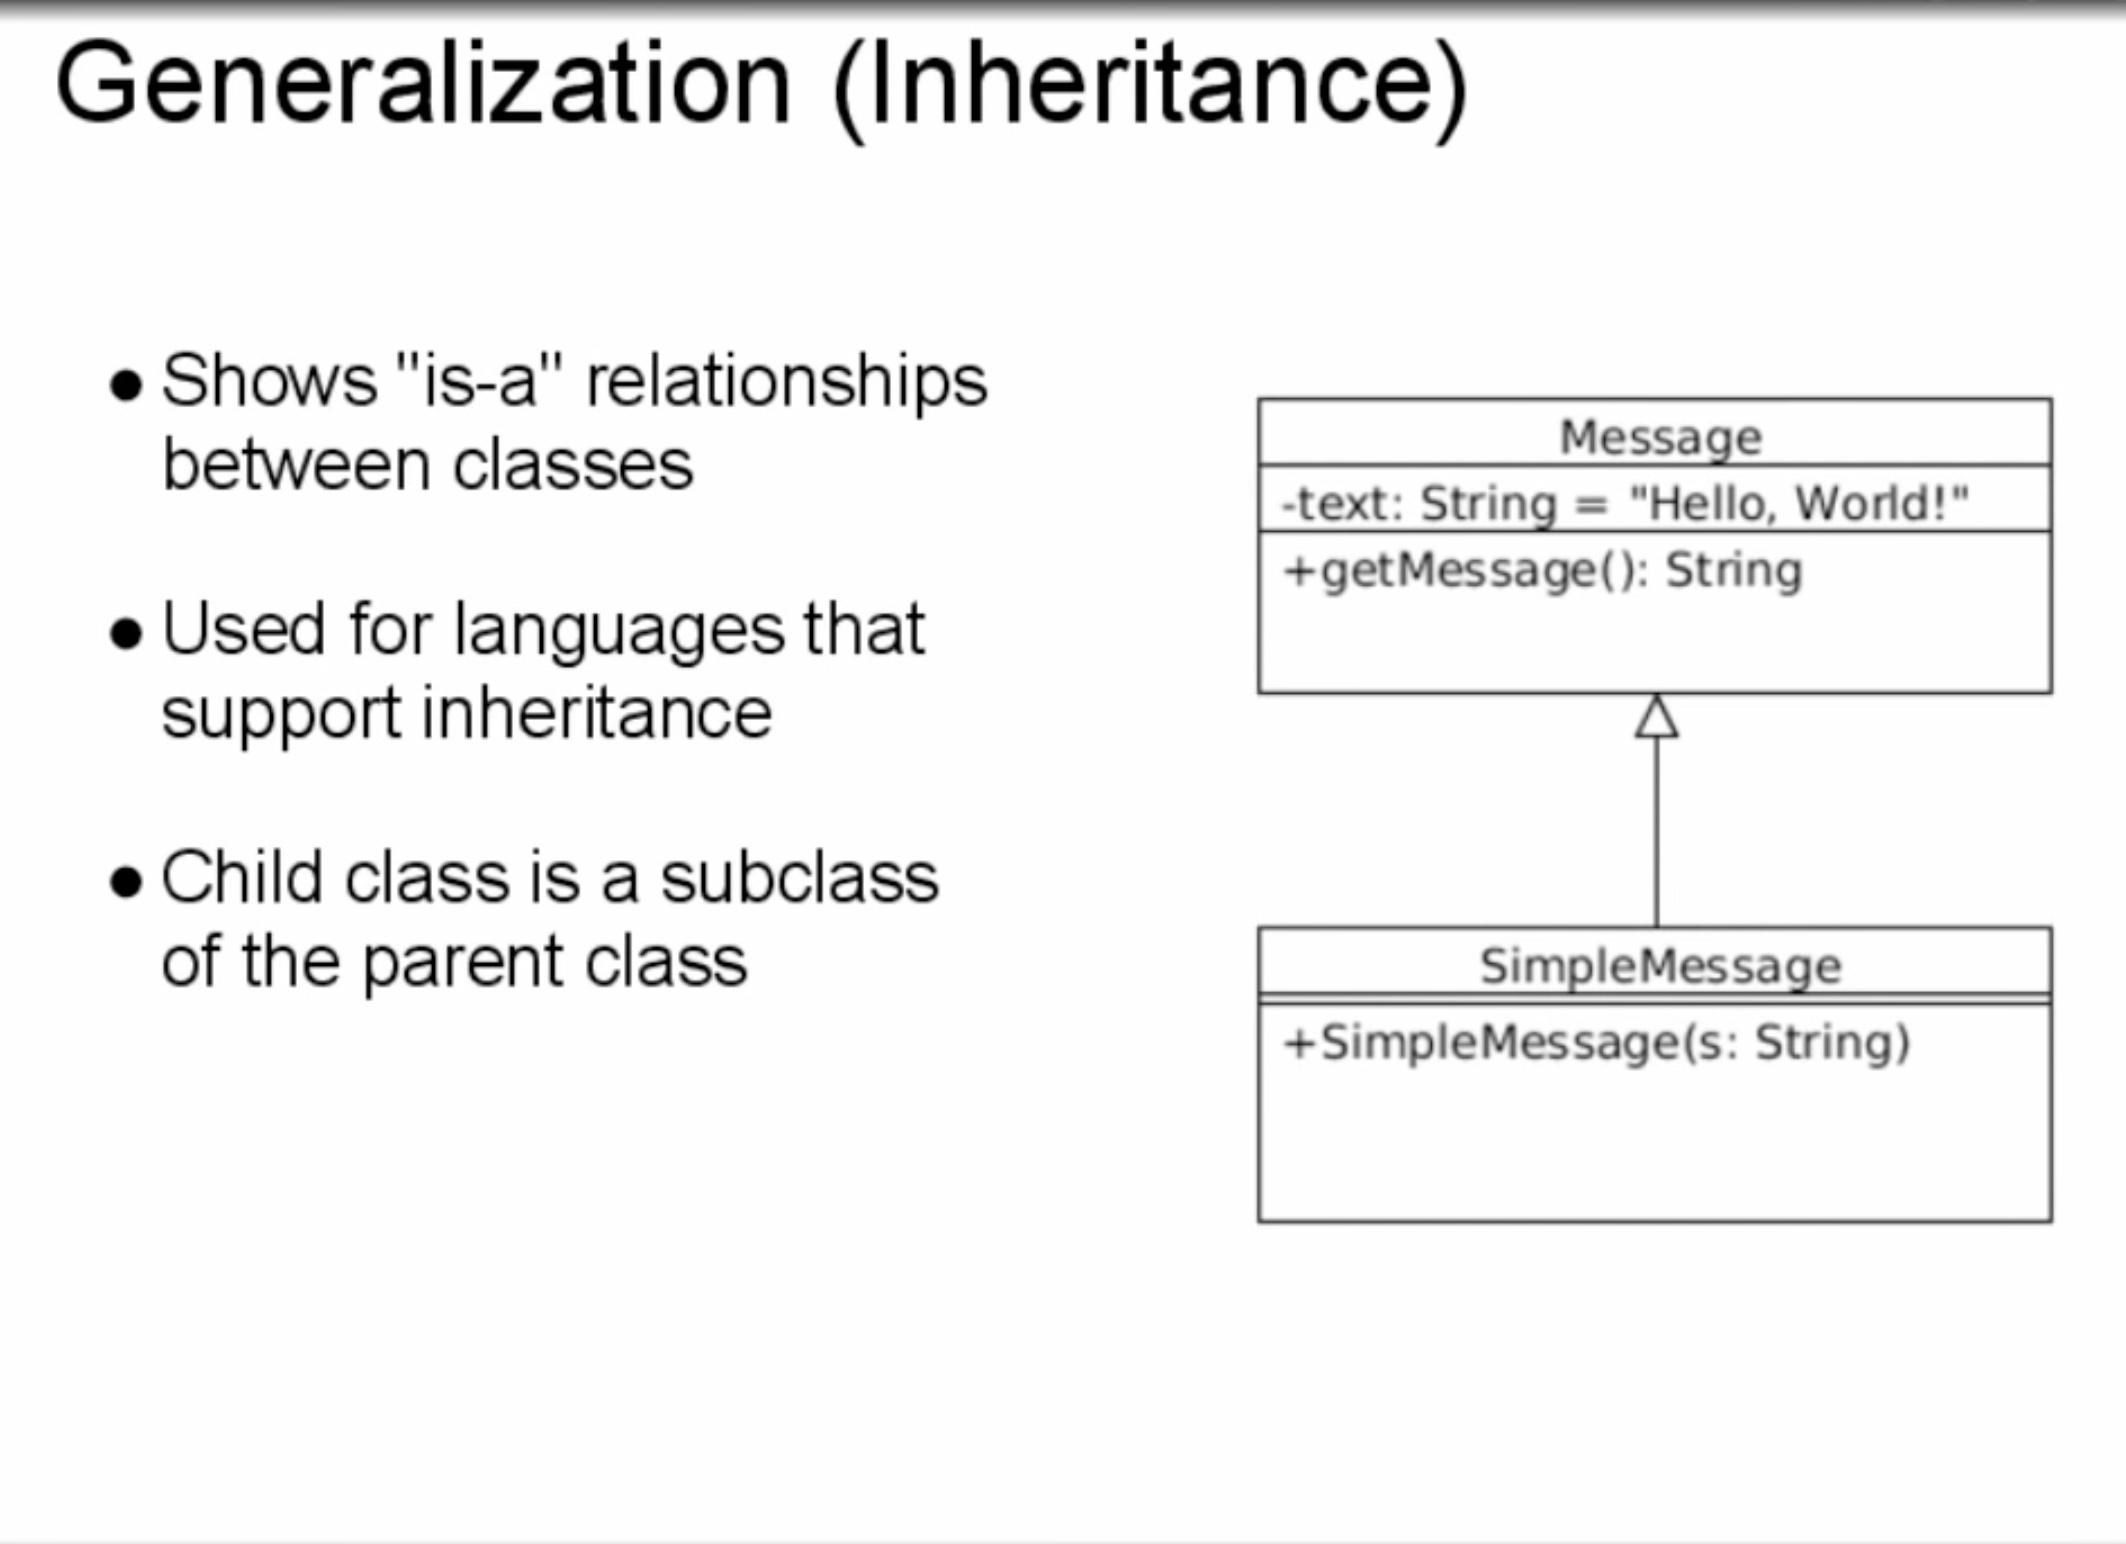 Generalization (Inheritance)
● Shows "is-a" relationships
between classes
● Used for languages that
support inheritance
● Child class is a subclass
of the parent class
Message
-text: String = "Hello, World!"
+getMessage(): String
SimpleMessage
+SimpleMessage(s: String)